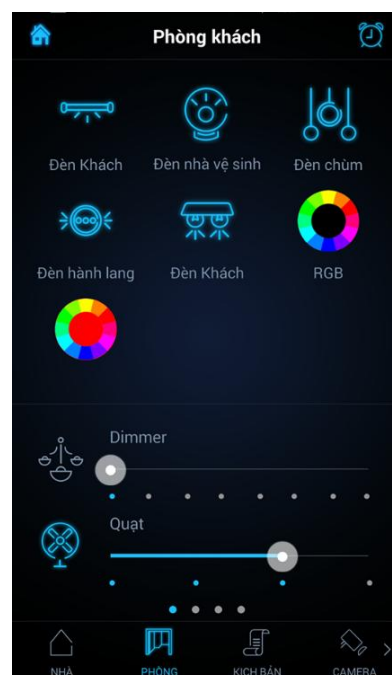 Phòng khách
Đèn Khách Đèn nhà vệ sinh Đèn chùm
Đèn hành lang Đèn Khách RGB
Dimmer
Quạt
NHÀ PHÒNG KỊCH BẢN CAMERA